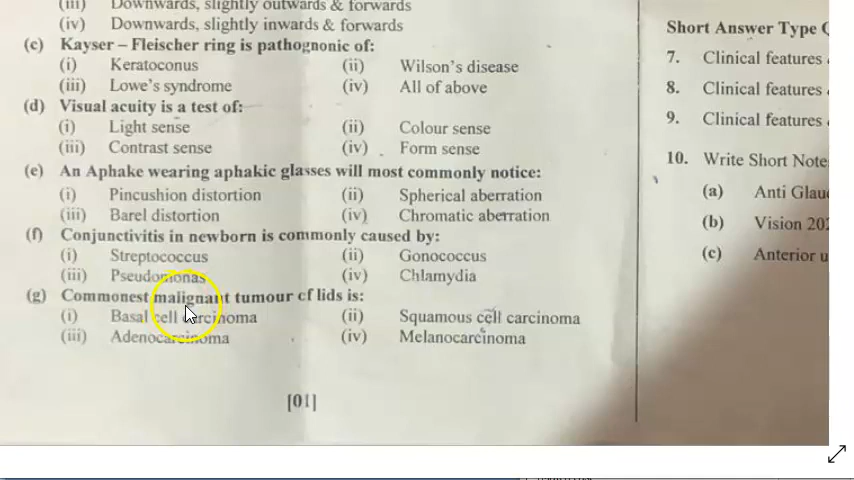 (iii) Downwards, slightly outwards & forwards
(iv) Downwards, slightly inwards & forwards
(c) Kayser – Fleischer ring is pathognonic of:
(i) Keratoconus (ii) Wilson's disease
(iii) Lowe's syndrome (iv) All of above
(d) Visual acuity is a test of:
(i) Light sense (ii) Colour sense
(iii) Contrast sense (iv) Form sense
(e) An Aphake wearing aphakic glasses will most commonly notice:
(i) Pincushion distortion (ii) Spherical aberration
(iii) Barel distortion (iv) Chromatic aberration
(f) Conjunctivitis in newborn is commonly caused by:
(i) Streptococcus (ii) Gonococcus
(iii) Pseudomonas (iv) Chlamydia
(g) Commonest malignant tumour cf lids is:
(i) Basal cell carcinoma (ii) Squamous cell carcinoma
(iii) Adenocarcinoma (iv) Melanocarcinoma
[01]
Short Answer Type
7. Clinical features
8. Clinical features
9. Clinical features
10. Write Short Note
(a) Anti Glau
(b) Vision 202
(c) Anterior u